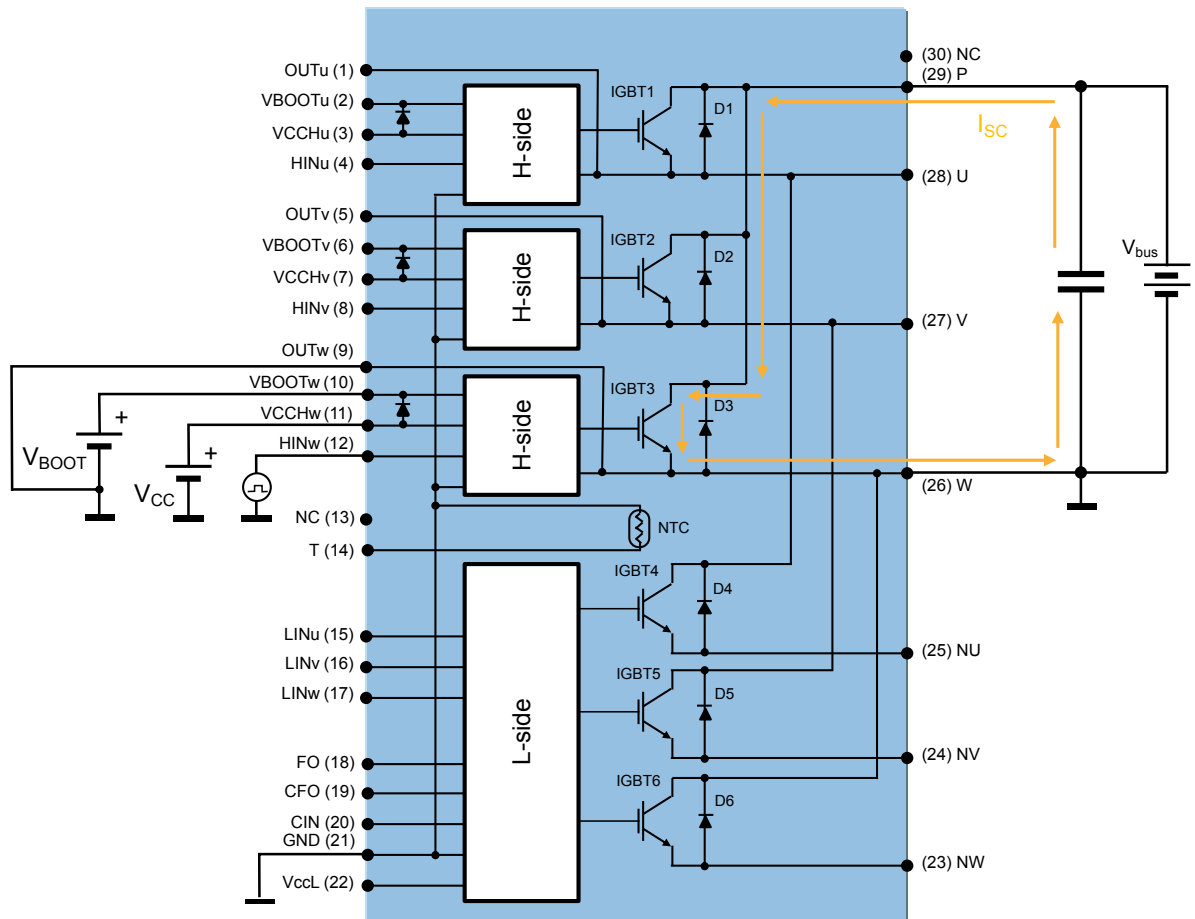 OUTu (1)
VBOOTu (2)
VCCHu (3)
HINu (4)
OUTv (5)
VBOOTv (6)
VCCHv (7)
HINv (8)
OUTw (9)
VBOOTw (10)
VCCHw (11)
HINw (12)
NC (13)
T (14)
LINu (15)
LINv (16)
LINw (17)
FO (18)
CFO (19)
CIN (20)
GND (21)
VccL (22)
+
VBOOT
+
VCC
H-side
H-side
H-side
L-side
IGBT1
D1
IGBT2
D2
IGBT3
D3
NTC
IGBT4
D4
IGBT5
D5
IGBT6
D6
(30) NC
(29) P
ISC
(28) U
Vbus
(27) V
(26) W
(25) NU
(24) NV
(23) NW